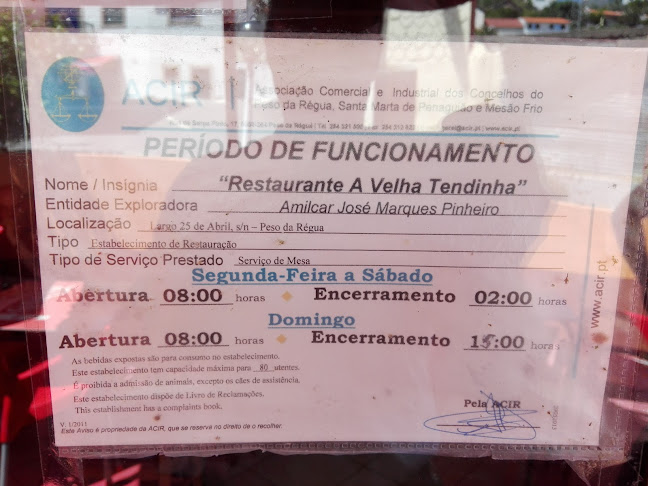 ACIR
Associação Comercial e Industrial dos Concelhos do
Peso da Régua, Santa Marta de Penaguião e Mesão Frio
PERÍODO DE FUNCIONAMENTO
Nome / Insígnia "Restaurante A Velha Tendinha"
Entidade Exploradora Amilcar José Marques Pinheiro
Localização Largo 25 de Abril, s/n – Peso da Régua
Tipo Estabelecimento de Restauração
Tipo de Serviço Prestado Serviço de Mesa
Segunda-Feira a Sábado
Abertura 08:00 horas Encerramento 02:00 horas
Domingo
Abertura 08:00 horas Encerramento 15:00 horas
As bebidas expostas são para consumo no estabelecimento.
Este estabelecimento tem capacidade máxima para 80 utentes.
É proibida a admissão de animais, excepto os cães de assistência.
Este estabelecimento dispõe de Livro de Reclamações.
This establishment has a complaints book.
Pela ACIR
V. 1/2011
Este Aviso é propriedade da ACIR, que se reserva no direito de o recolher.
www.acir.pt